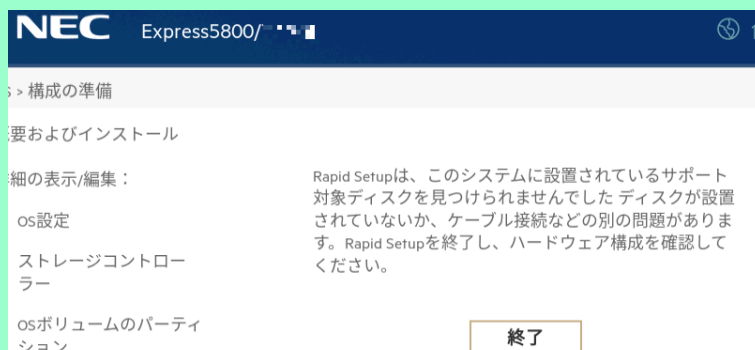 NEC Express5800/
> 構成の準備
要およびインストール
細の表示/編集：
OS設定
ストレージコントロー
ラー
OSボリュームのパーティ
ション
Rapid Setupは、このシステムに設置されているサポート
対象ディスクを見つけられませんでした ディスクが設置
されていないか、ケーブル接続などの別の問題がありま
す。Rapid Setupを終了し、ハードウェア構成を確認して
ください。
終了